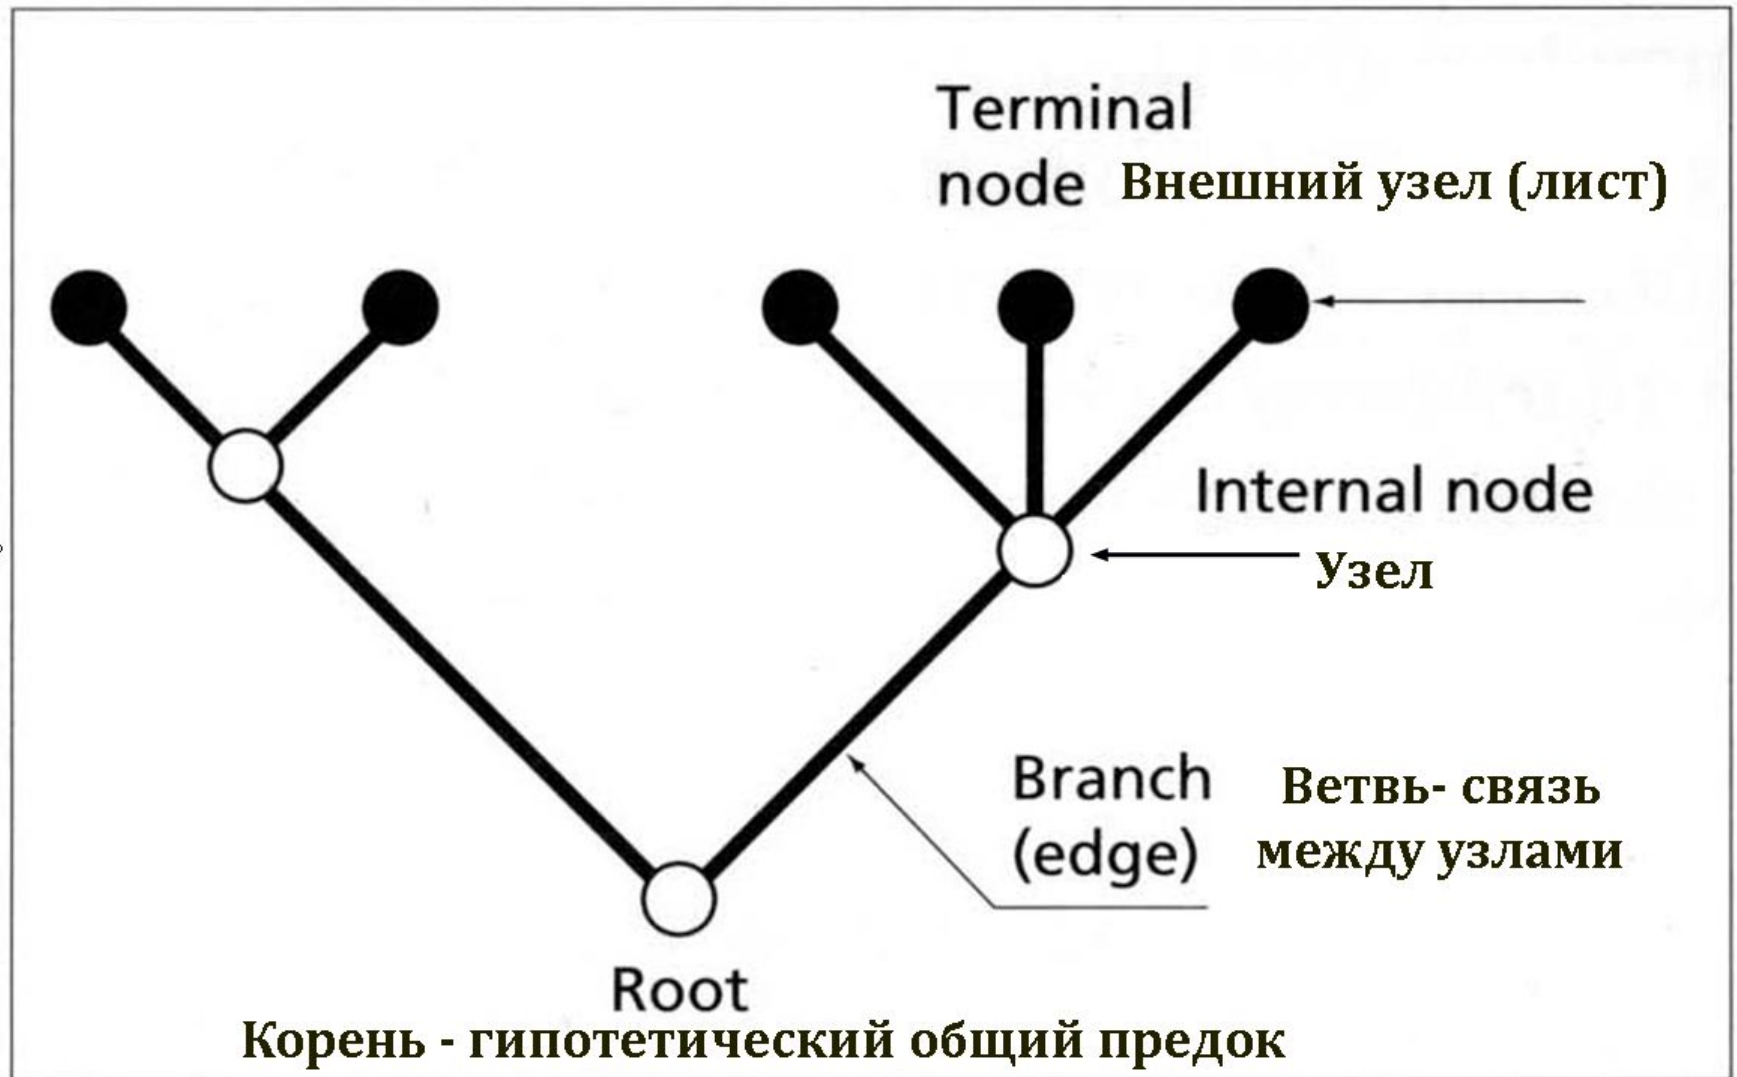 Terminal
node Внешний узел (лист)
Internal node
Узел
Branch Ветвь- связь
(edge) между узлами
Root
Корень - гипотетический общий предок